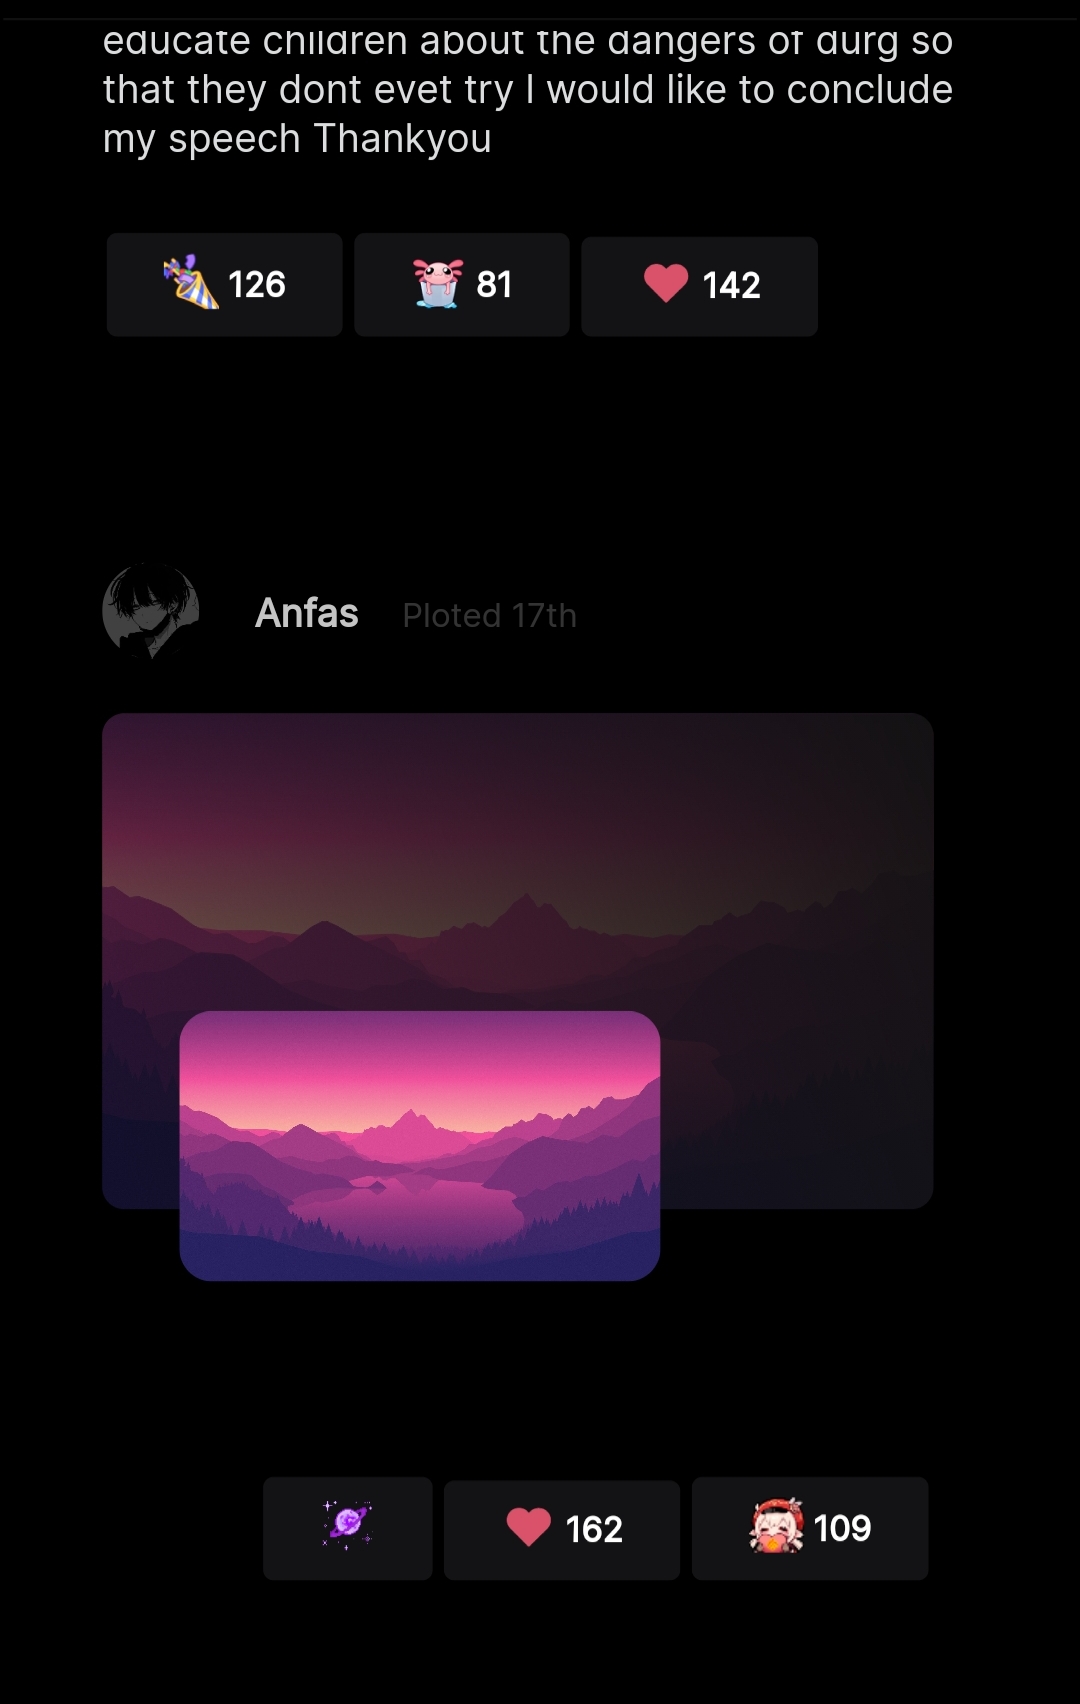 educate children about the dangers of durg so
that they dont evet try I would like to conclude
my speech Thankyou
126
81
142
Anfas Ploted 17th
162
109